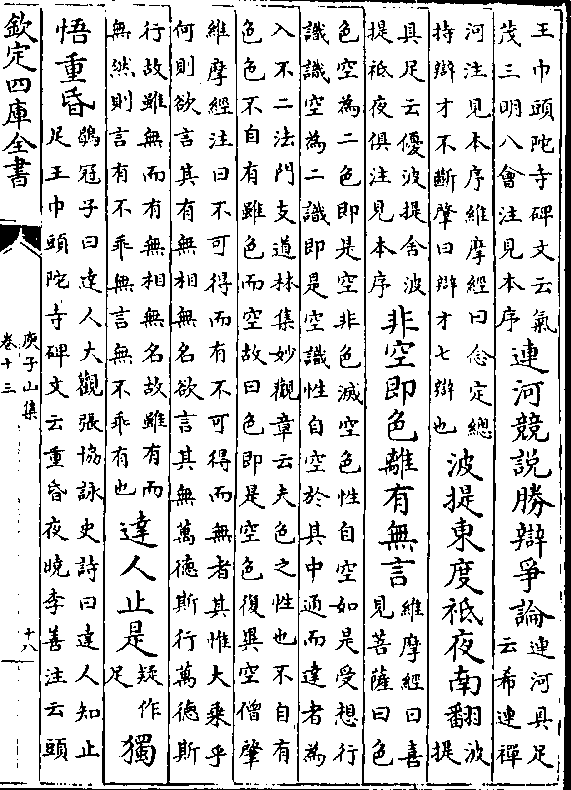 王巾頭陀寺碑文云氣
茂三明八會注見本序
連河競說勝辯爭論
連河具足
云希連禪
河注見本序維摩經曰念定總
持辯才不斷肇曰辯才七辯也
波提東度祗夜南翻
波
提
具足云優波提舍波
提祗夜俱注見本序
非空即色離有無言
維摩經曰喜
見菩薩曰色
色空為二色即是空非色滅空色性自空如是受想行
識識空為二識即是空識性自空於其中通而達者為
入不二法門支道林集妙觀章云夫色之性也不自有
色色不自有雖色而空故曰色即是空色復異空僧肇
維摩經注曰不可得而有不可得而無者其惟大乘乎
何則欲言其有無相無名欲言其無萬德斯行萬德斯
行故雖無而有無相無名故雖有而
無然則言有不乖無言無不乖有也
達人止是
疑作
足
獨
悟重昏
鶡冠子曰達人大觀張協詠史詩曰達人知止
足王巾頭陀寺碑文云重昏夜曉李善注云頭
欽定四庫全書
庾子山集
卷十三
十八